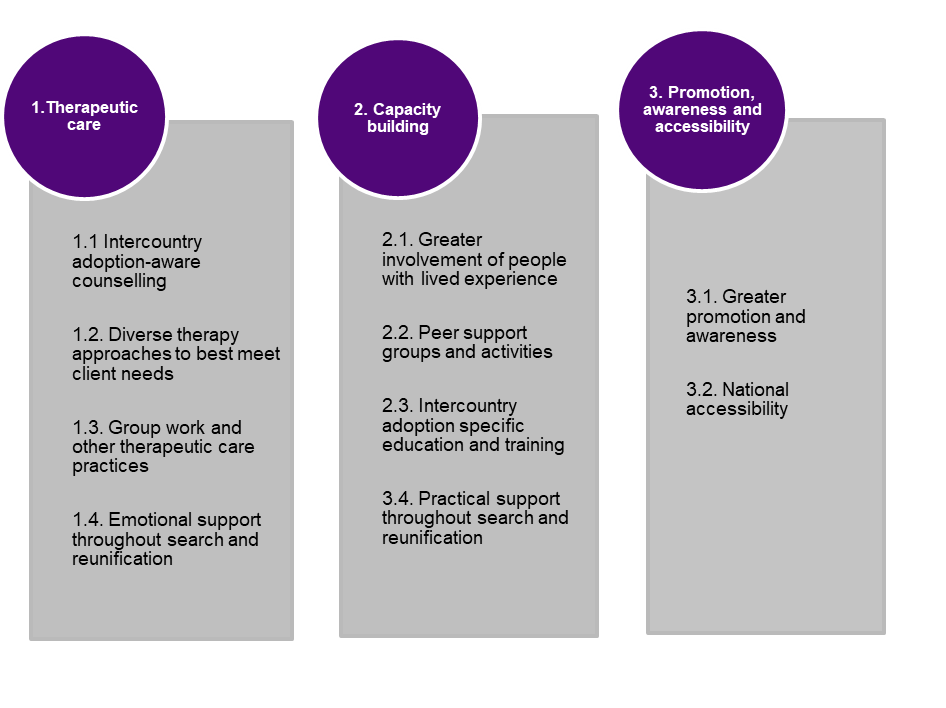 1.Therapeutic
care
1.1 Intercountry
adoption-aware
counselling
1.2. Diverse therapy
approaches to best meet
client needs
1.3. Group work and
other therapeutic care
practices
1.4. Emotional support
throughout search and
reunification
2. Capacity
building
2.1. Greater
involvement of people
with lived experience
2.2. Peer support
groups and activities
2.3. Intercountry
adoption specific
education and training
3.4. Practical support
throughout search and
reunification
3. Promotion,
awareness and
accessibility
3.1. Greater
promotion and
awareness
3.2. National
accessibility